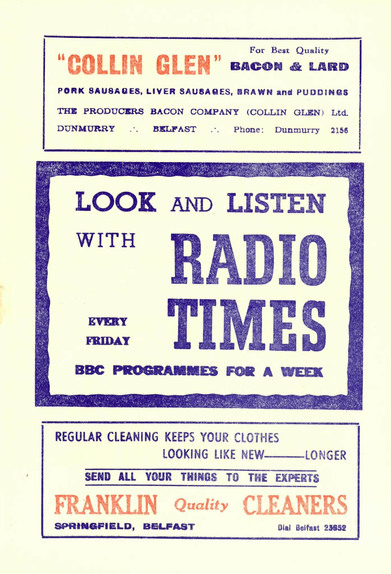 For Best Quality
"COLLIN GLEN" BACON & LARD
PORK SAUSAGES, LIVER SAUSAGES, BRAWN and PUDDINGS
THE PRODUCERS BACON COMPANY (COLLIN GLEN) Ltd.
DUNMURRY .·. BELFAST .·. Phone: Dunmurry 2156
LOOK AND LISTEN
WITH RADIO
TIMES
EVERY
FRIDAY
BBC PROGRAMMES FOR A WEEK
REGULAR CLEANING KEEPS YOUR CLOTHES
LOOKING LIKE NEW———LONGER
SEND ALL YOUR THINGS TO THE EXPERTS
FRANKLIN Quality CLEANERS
SPRINGFIELD, BELFAST Dial Belfast 23652